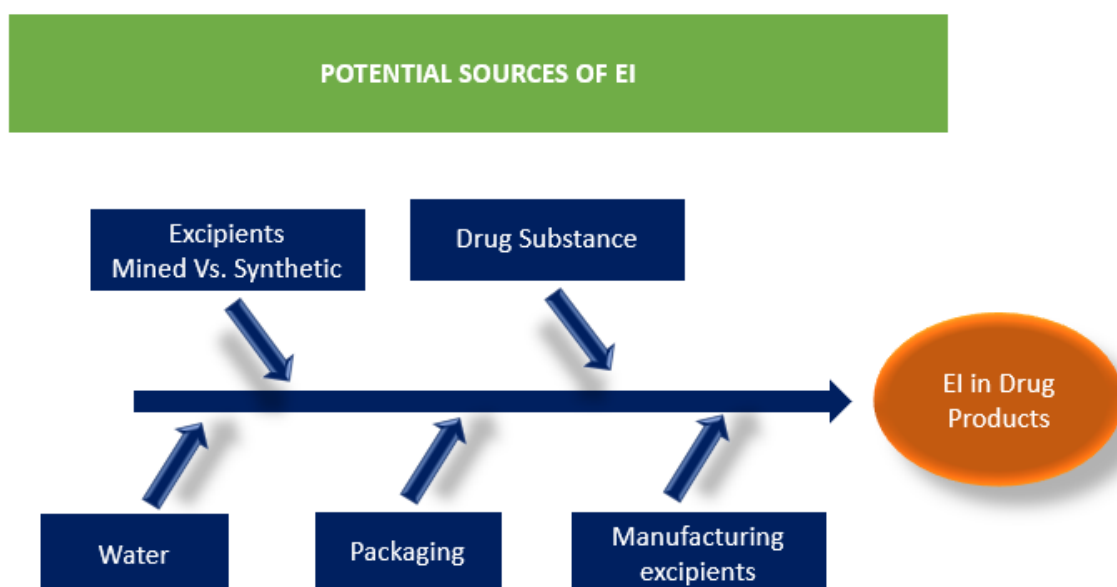 POTENTIAL SOURCES OF EI
Excipients
Mined Vs. Synthetic
Drug Substance
EI in Drug
Products
Water
Packaging
Manufacturing
excipients